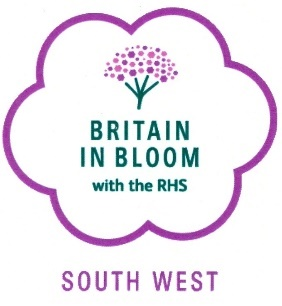 BRITAIN
IN BLOOM
with the RHS
SOUTH WEST